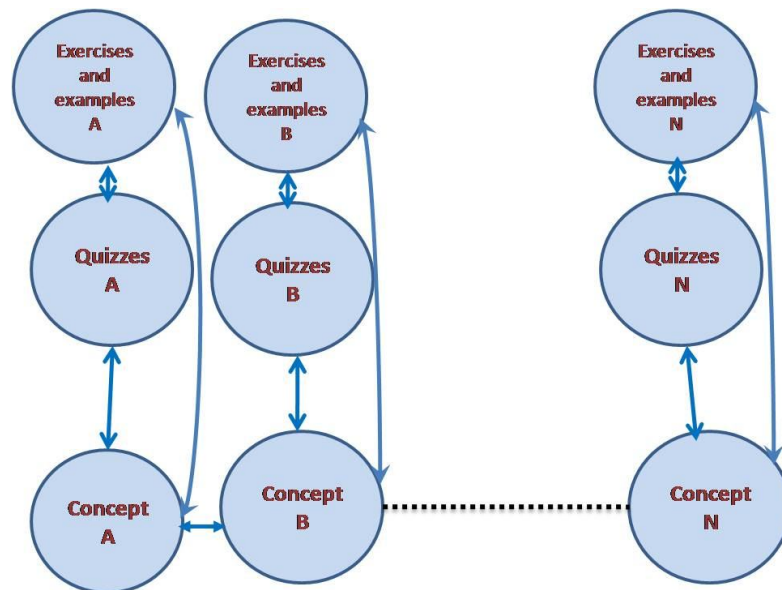 Exercises
and
examples
A
Exercises
and
examples
B
Exercises
and
examples
N
Quizzes
A
Quizzes
B
Quizzes
N
Concept
A
Concept
B
Concept
N